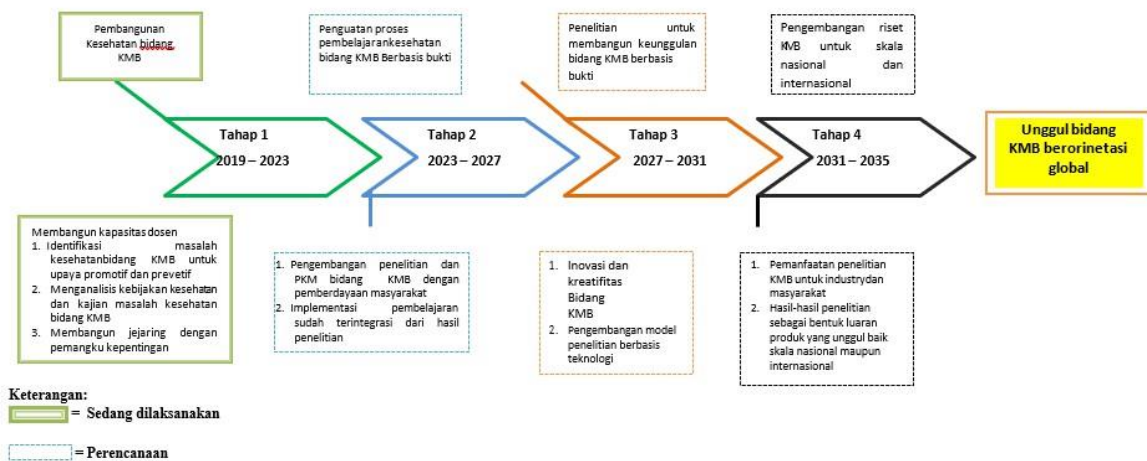 Pembangunan
Kesehatan bidang
KMB
Penguatan proses
pembelajarankesehatan
bidang KMB Berbasis bukti
Penelitian untuk
membangun keunggulan
bidang KMB berbasis
bukti
Pengembangan riset
KMB untuk skala
nasional dan
internasional
Tahap 1
2019 – 2023
Tahap 2
2023 – 2027
Tahap 3
2027 – 2031
Tahap 4
2031 – 2035
Unggul bidang
KMB berorinetasi
global
Membangun kapasitas dosen
1. Identifikasi masalah
kesehatanbidang KMB untuk
upaya promotif dan prevetif
2. Menganalisis kebijakan kesehatan
dan kajian masalah kesehatan
bidang KMB
3. Membangun jejaring dengan
pemangku kepentingan
1. Pengembangan penelitian dan
PKM bidang KMB dengan
pemberdayaan masyarakat
2. Implementasi pembelajaran
sudah terintegrasi dari hasil
penelitian
1. Inovasi dan
kreatifitas
Bidang
KMB
2. Pengembangan model
penelitian berbasis
teknologi
1. Pemanfaatan penelitian
KMB untuk industrydan
masyarakat
2. Hasil-hasil penelitian
sebagai bentuk luaran
produk yang unggul baik
skala nasional maupun
internasional
Keterangan:
= Sedang dilaksanakan
= Perencanaan